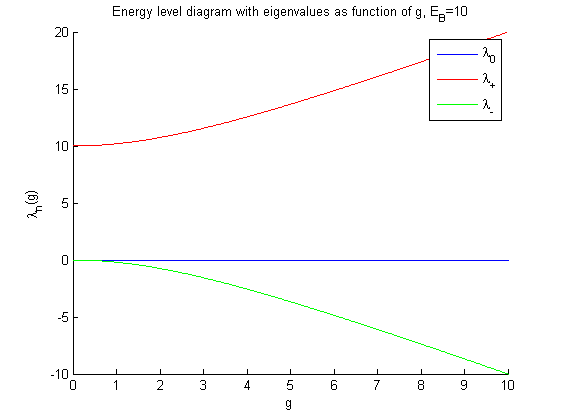 Energy level diagram with eigenvalues as function of g, E_B=10
20
15
10
5
0
-5
-10
λ_n(g)
λ_0
λ_+
λ_-
0 1 2 3 4 5 6 7 8 9 10
g